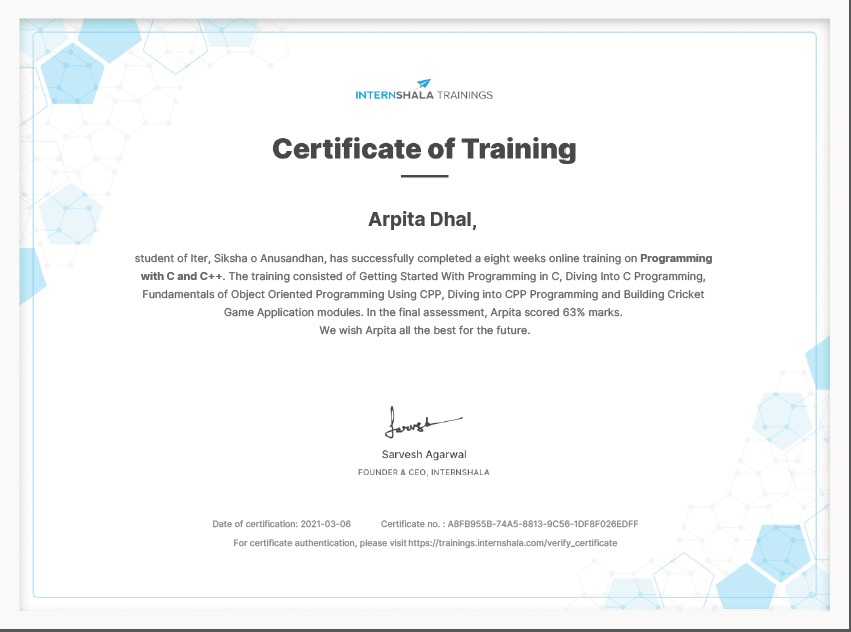 INTERNSHALA TRAININGS
Certificate of Training
Arpita Dhal,
student of Iter, Siksha o Anusandhan, has successfully completed a eight weeks online training on Programming
with C and C++. The training consisted of Getting Started With Programming in C, Diving Into C Programming,
Fundamentals of Object Oriented Programming Using CPP, Diving into CPP Programming and Building Cricket
Game Application modules. In the final assessment, Arpita scored 63% marks.
We wish Arpita all the best for the future.
Sarvesh
Sarvesh Agarwal
FOUNDER & CEO, INTERNSHALA
Date of certification: 2021-03-06 Certificate no. : A8FB955B-74A5-8813-9C56-1DF8F026EDFF
For certificate authentication, please visit https://trainings.internshala.com/verify_certificate